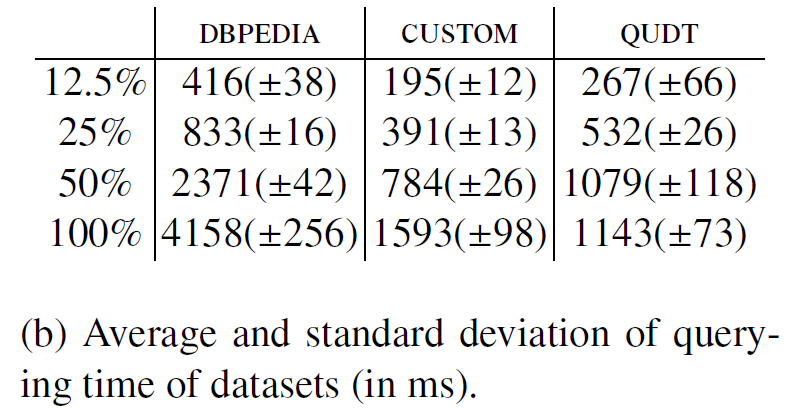 DBPEDIA CUSTOM QUDT
12.5% 416(±38) 195(±12) 267(±66)
25% 833(±16) 391(±13) 532(±26)
50% 2371(±42) 784(±26) 1079(±118)
100% 4158(±256) 1593(±98) 1143(±73)
(b) Average and standard deviation of query-
ing time of datasets (in ms).